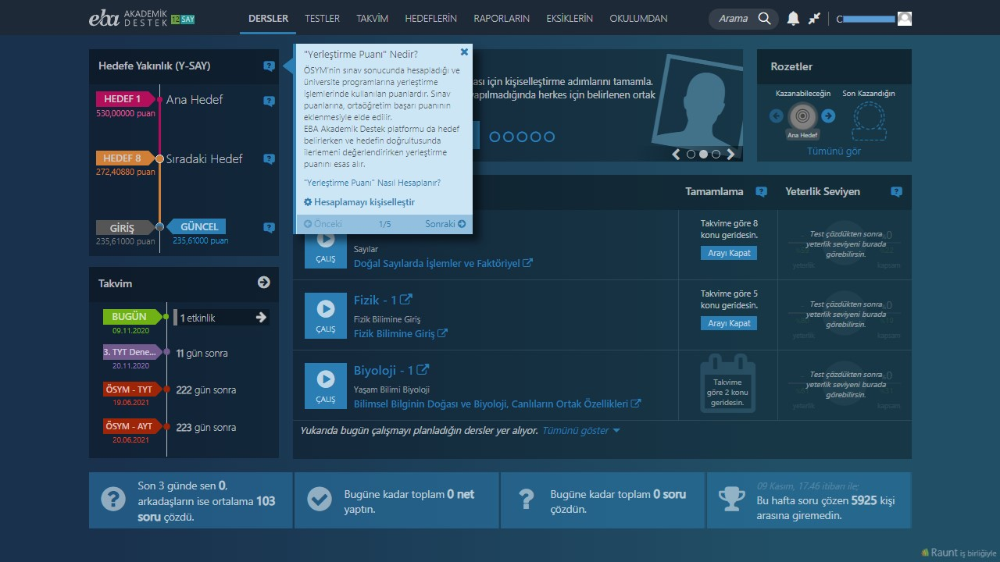 eba AKADEMİK DESTEK 12 SAY
DERSLER TESTLER TAKVİM HEDEFLERİN RAPORLARIN EKSİKLERİN OKULUMDAN
Arama
C
Hedefe Yakınlık (Y-SAY)
HEDEF 1 Ana Hedef
530,00000 puan
HEDEF 8 Sıradaki Hedef
272,40880 puan
GİRİŞ GÜNCEL
235,61000 puan 235,61000 puan
Takvim
BUGÜN 1 etkinlik
09.11.2020
3. TYT Dene... 11 gün sonra
20.11.2020
ÖSYM - TYT 222 gün sonra
19.06.2021
ÖSYM - AYT 223 gün sonra
20.06.2021
"Yerleştirme Puanı" Nedir?
ÖSYM'nin sınav sonucunda hesapladığı ve
üniversite programlarına yerleştirme
işlemlerinde kullanılan puanlardır. Sınav
puanlarına, ortaöğretim başarı puanının
eklenmesiyle elde edilir.
EBA Akademik Destek platformu da hedef
belirlerken ve hedefin doğrultusunda
ilerlemeni değerlendirirken yerleştirme
puanını esas alır.
"Yerleştirme Puanı" Nasıl Hesaplanır?
Hesaplamayı kişiselleştir
Önceki 1/5 Sonraki
ası için kişiselleştirme adımlarını tamamla.
yapılmadığında herkes için belirlenen ortak
Rozetler
Kazanabileceğin Son Kazandığın
Ana Hedef
Tümünü gör
Tamamlama Yeterlik Seviyen
ÇALIŞ
Sayılar
Doğal Sayılarda İşlemler ve Faktöriyel
Takvime göre 8
konu geridesin.
Arayı Kapat
Test çözdükten sonra
yeterlik seviyeni burada
görebilirsin.
yeterlik kapsam
ÇALIŞ
Fizik - 1
Fizik Bilimine Giriş
Fizik Bilimine Giriş
Takvime göre 5
konu geridesin.
Arayı Kapat
Test çözdükten sonra
yeterlik seviyeni burada
görebilirsin.
yeterlik kapsam
ÇALIŞ
Biyoloji - 1
Yaşam Bilimi Biyoloji
Bilimsel Bilginin Doğası ve Biyoloji, Canlıların Ortak Özellikleri
Takvime
göre 2 konu
geridesin.
Test çözdükten sonra
yeterlik seviyeni burada
görebilirsin.
yeterlik kapsam
Yukarıda bugün çalışmayı planladığın dersler yer alıyor. Tümünü göster
Son 3 günde sen 0,
arkadaşların ise ortalama 103
soru çözdü.
Bugüne kadar toplam 0 net
yaptın.
Bugüne kadar toplam 0 soru
çözdün.
09 Kasım, 17.46 itibarı ile;
Bu hafta soru çözen 5925 kişi
arasına giremedin.
Raunt iş birliğiyle